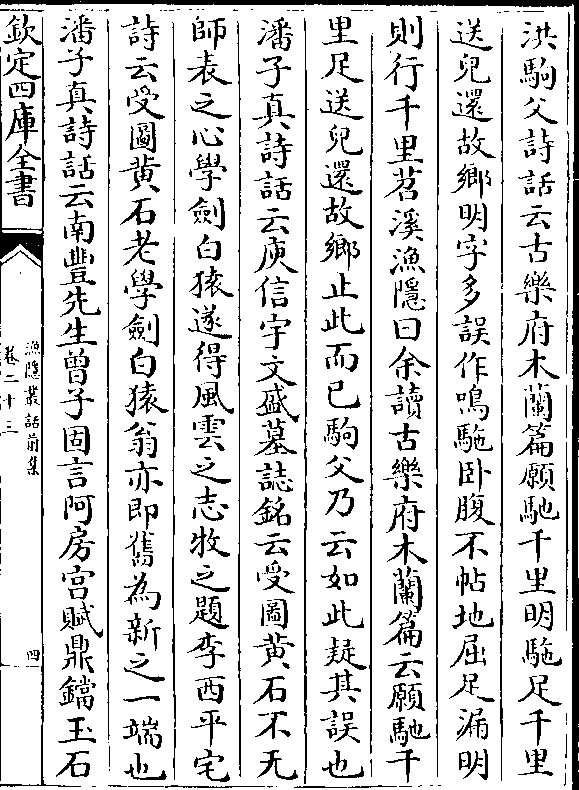 洪駒父詩話云古樂府木蘭篇願馳千里明駞足千里
送兒還故鄉明字多誤作鳴駞卧腹不帖地屈足漏明
則行千里苕溪漁隱曰余讀古樂府木蘭篇云願馳千
里足送兒還故鄉止此而已駒父乃云如此疑其誤也
潘子真詩話云庾信宇文盛墓誌銘云受圖黄石不无
師表之心學劍白猿遂得風雲之志牧之題李西平宅
詩云受圖黄石老學劍白猿翁亦即舊為新之一端也
潘子真詩話云南豐先生曾子固言阿房宫賦鼎鐺玉石
欽定四庫全書
漁隱叢話前集
卷二十三
四